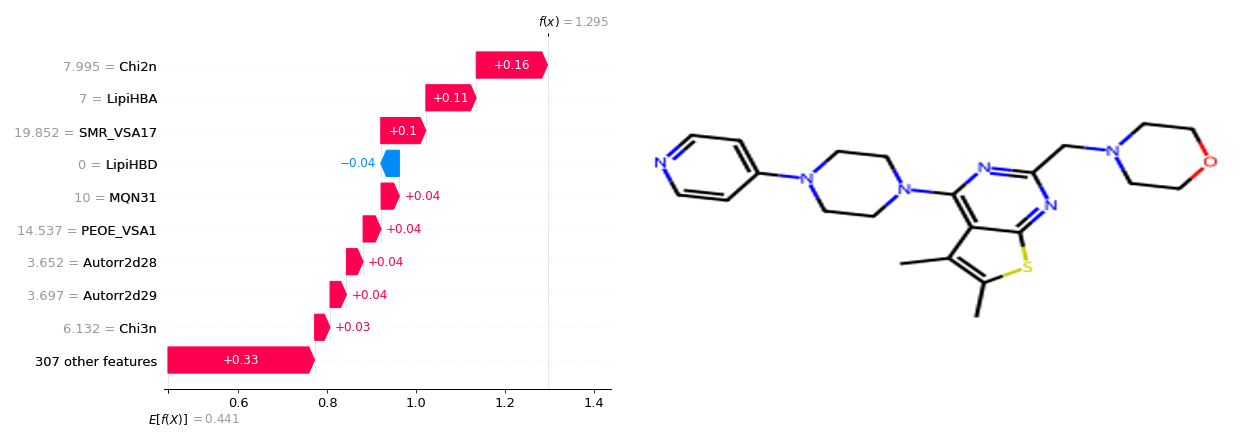 f(x) = 1.295
7.995 = Chi2n
+0.16
7 = LipiHBA
+0.11
19.852 = SMR_VSA17
+0.1
0 = LipiHBD
−0.04
10 = MQN31
+0.04
14.537 = PEOE_VSA1
+0.04
3.652 = Autorr2d28
+0.04
3.697 = Autorr2d29
+0.04
6.132 = Chi3n
+0.03
307 other features
+0.33
0.6 0.8 1.0 1.2 1.4
E[f(X)] = 0.441
N
N
N
N
N
N
O
S